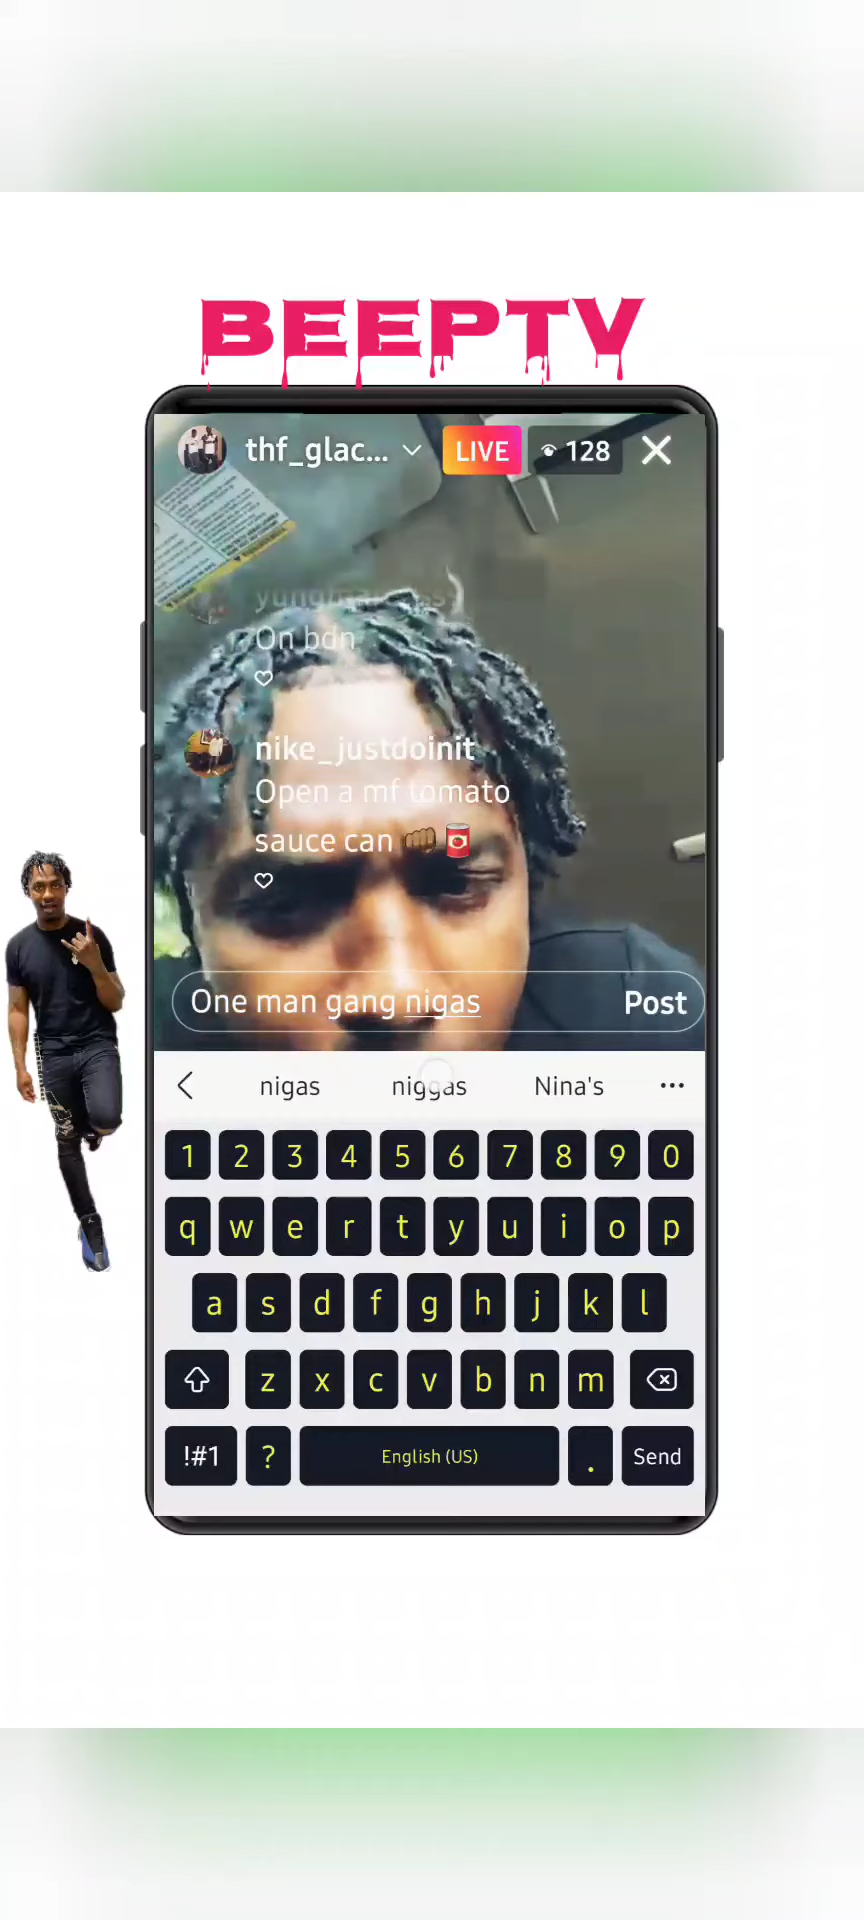 BEEPTV
thf_glac...
LIVE
128
On bdn
nike_justdoinit
Open a mf tomato
sauce can 👊🏾🥫
One man gang nigas
Post
nigas niggas Nina's ...
1 2 3 4 5 6 7 8 9 0
q w e r t y u i o p
a s d f g h j k l
z x c v b n m
!#1 ? English (US) . Send